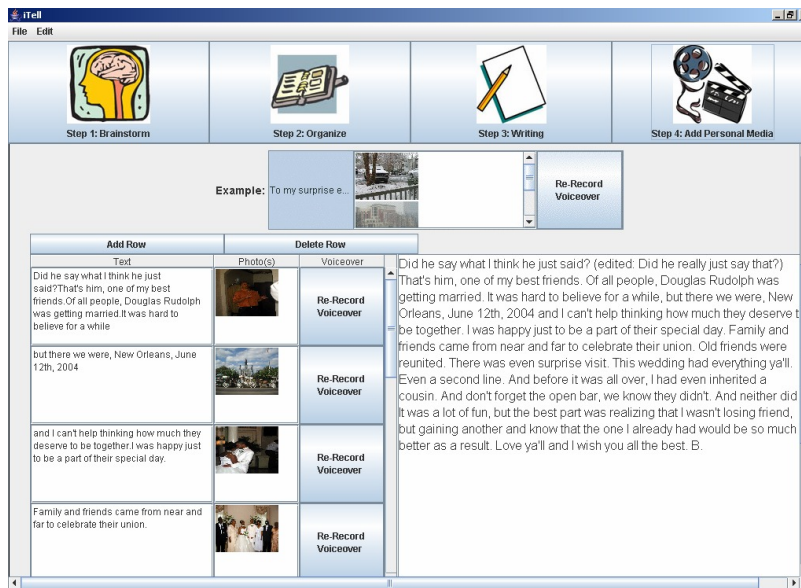 iTell
File Edit
Step 1: Brainstorm
Step 2: Organize
Step 3: Writing
Step 4: Add Personal Media
Example:
To my surprise e...
Re-Record
Voiceover
Add Row
Delete Row
Text
Photo(s)
Voiceover
Did he say what I think he just
said?That's him, one of my best
friends.Of all people, Douglas Rudolph
was getting married.It was hard to
believe for a while
Re-Record
Voiceover
but there we were, New Orleans, June
12th, 2004
Re-Record
Voiceover
and I can't help thinking how much they
deserve to be together.I was happy just
to be a part of their special day.
Re-Record
Voiceover
Family and friends came from near and
far to celebrate their union.
Re-Record
Voiceover
Did he say what I think he just said? (edited: Did he really just say that?)
That's him, one of my best friends. Of all people, Douglas Rudolph was
getting married. It was hard to believe for a while, but there we were, New
Orleans, June 12th, 2004 and I can't help thinking how much they deserve t
be together. I was happy just to be a part of their special day. Family and
friends came from near and far to celebrate their union. Old friends were
reunited. There was even surprise visit. This wedding had everything ya'll.
Even a second line. And before it was all over, I had even inherited a
cousin. And don't forget the open bar, we know they didn't. And neither did
It was a lot of fun, but the best part was realizing that I wasn't losing friend,
but gaining another and know that the one I already had would be so much
better as a result. Love ya'll and I wish you all the best. B.